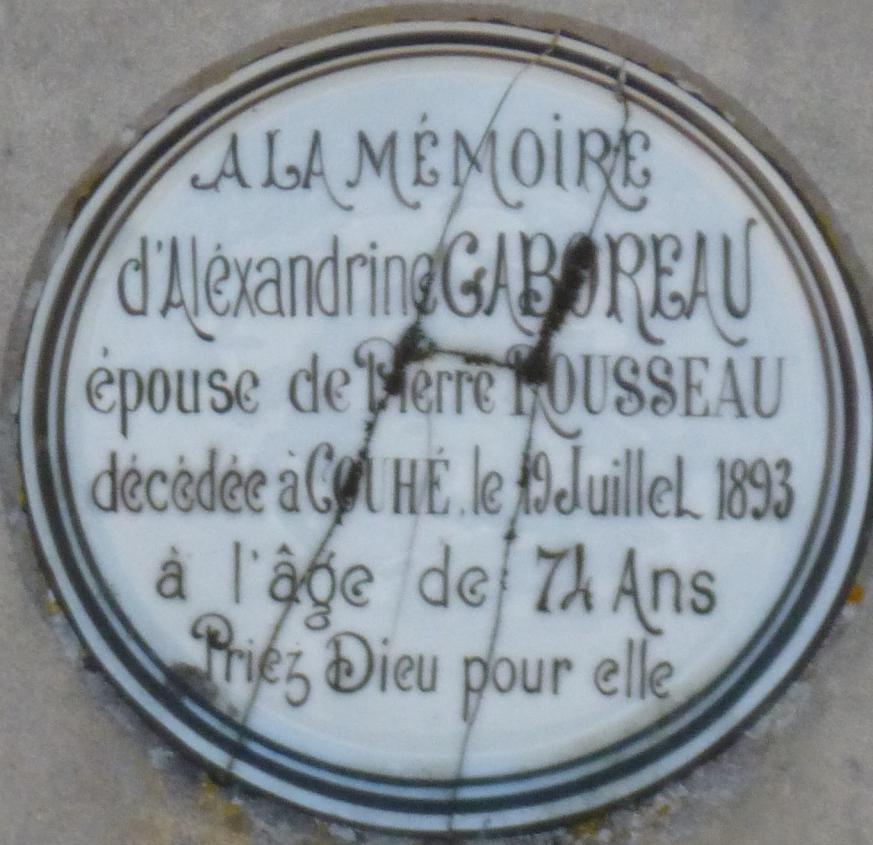 A LA MÉMOIRE
d'Aléxandrine GABOREAU
épouse de Pierre ROUSSEAU
décédée à COUHÉ, le 19 Juillet 1893
à l'âge de 74 Ans
Priez Dieu pour elle